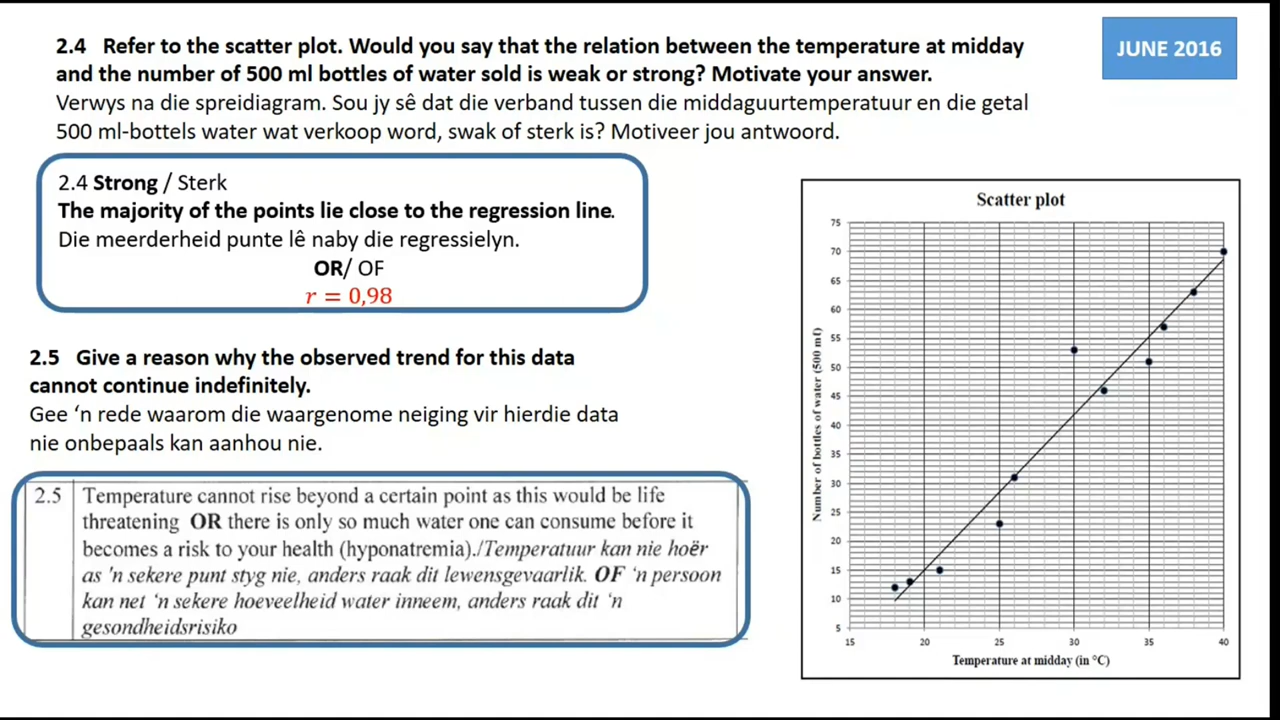 2.4 Refer to the scatter plot. Would you say that the relation between the temperature at midday
and the number of 500 ml bottles of water sold is weak or strong? Motivate your answer.
Verwys na die spreidiagram. Sou jy sê dat die verband tussen die middaguurtemperatuur en die getal
500 ml-bottels water wat verkoop word, swak of sterk is? Motiveer jou antwoord.
JUNE 2016
2.4 Strong / Sterk
The majority of the points lie close to the regression line.
Die meerderheid punte lê naby die regressielyn.
OR/ OF
r = 0,98
2.5 Give a reason why the observed trend for this data
cannot continue indefinitely.
Gee ‘n rede waarom die waargenome neiging vir hierdie data
nie onbepaals kan aanhou nie.
2.5 Temperature cannot rise beyond a certain point as this would be life
threatening OR there is only so much water one can consume before it
becomes a risk to your health (hyponatremia)./Temperatuur kan nie hoër
as 'n sekere punt styg nie, anders raak dit lewensgevaarlik. OF 'n persoon
kan net 'n sekere hoeveelheid water inneem, anders raak dit 'n
gesondheidsrisiko
Scatter plot
Number of bottles of water (500 mℓ)
75
70
65
60
55
50
45
40
35
30
25
20
15
10
5
15 20 25 30 35 40
Temperature at midday (in °C)